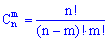 C_n^m = n! / (n−m)! m!